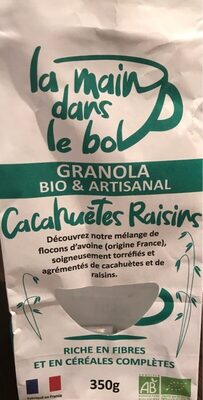 la main
dans
le bol
GRANOLA
BIO & ARTISANAL
Cacahuètes Raisins
Découvrez notre mélange de
flocons d'avoine (origine France),
soigneusement torréfiés et
agrémentés de cacahuètes et de
raisins.
RICHE EN FIBRES
ET EN CÉRÉALES COMPLÈTES
350g
AB